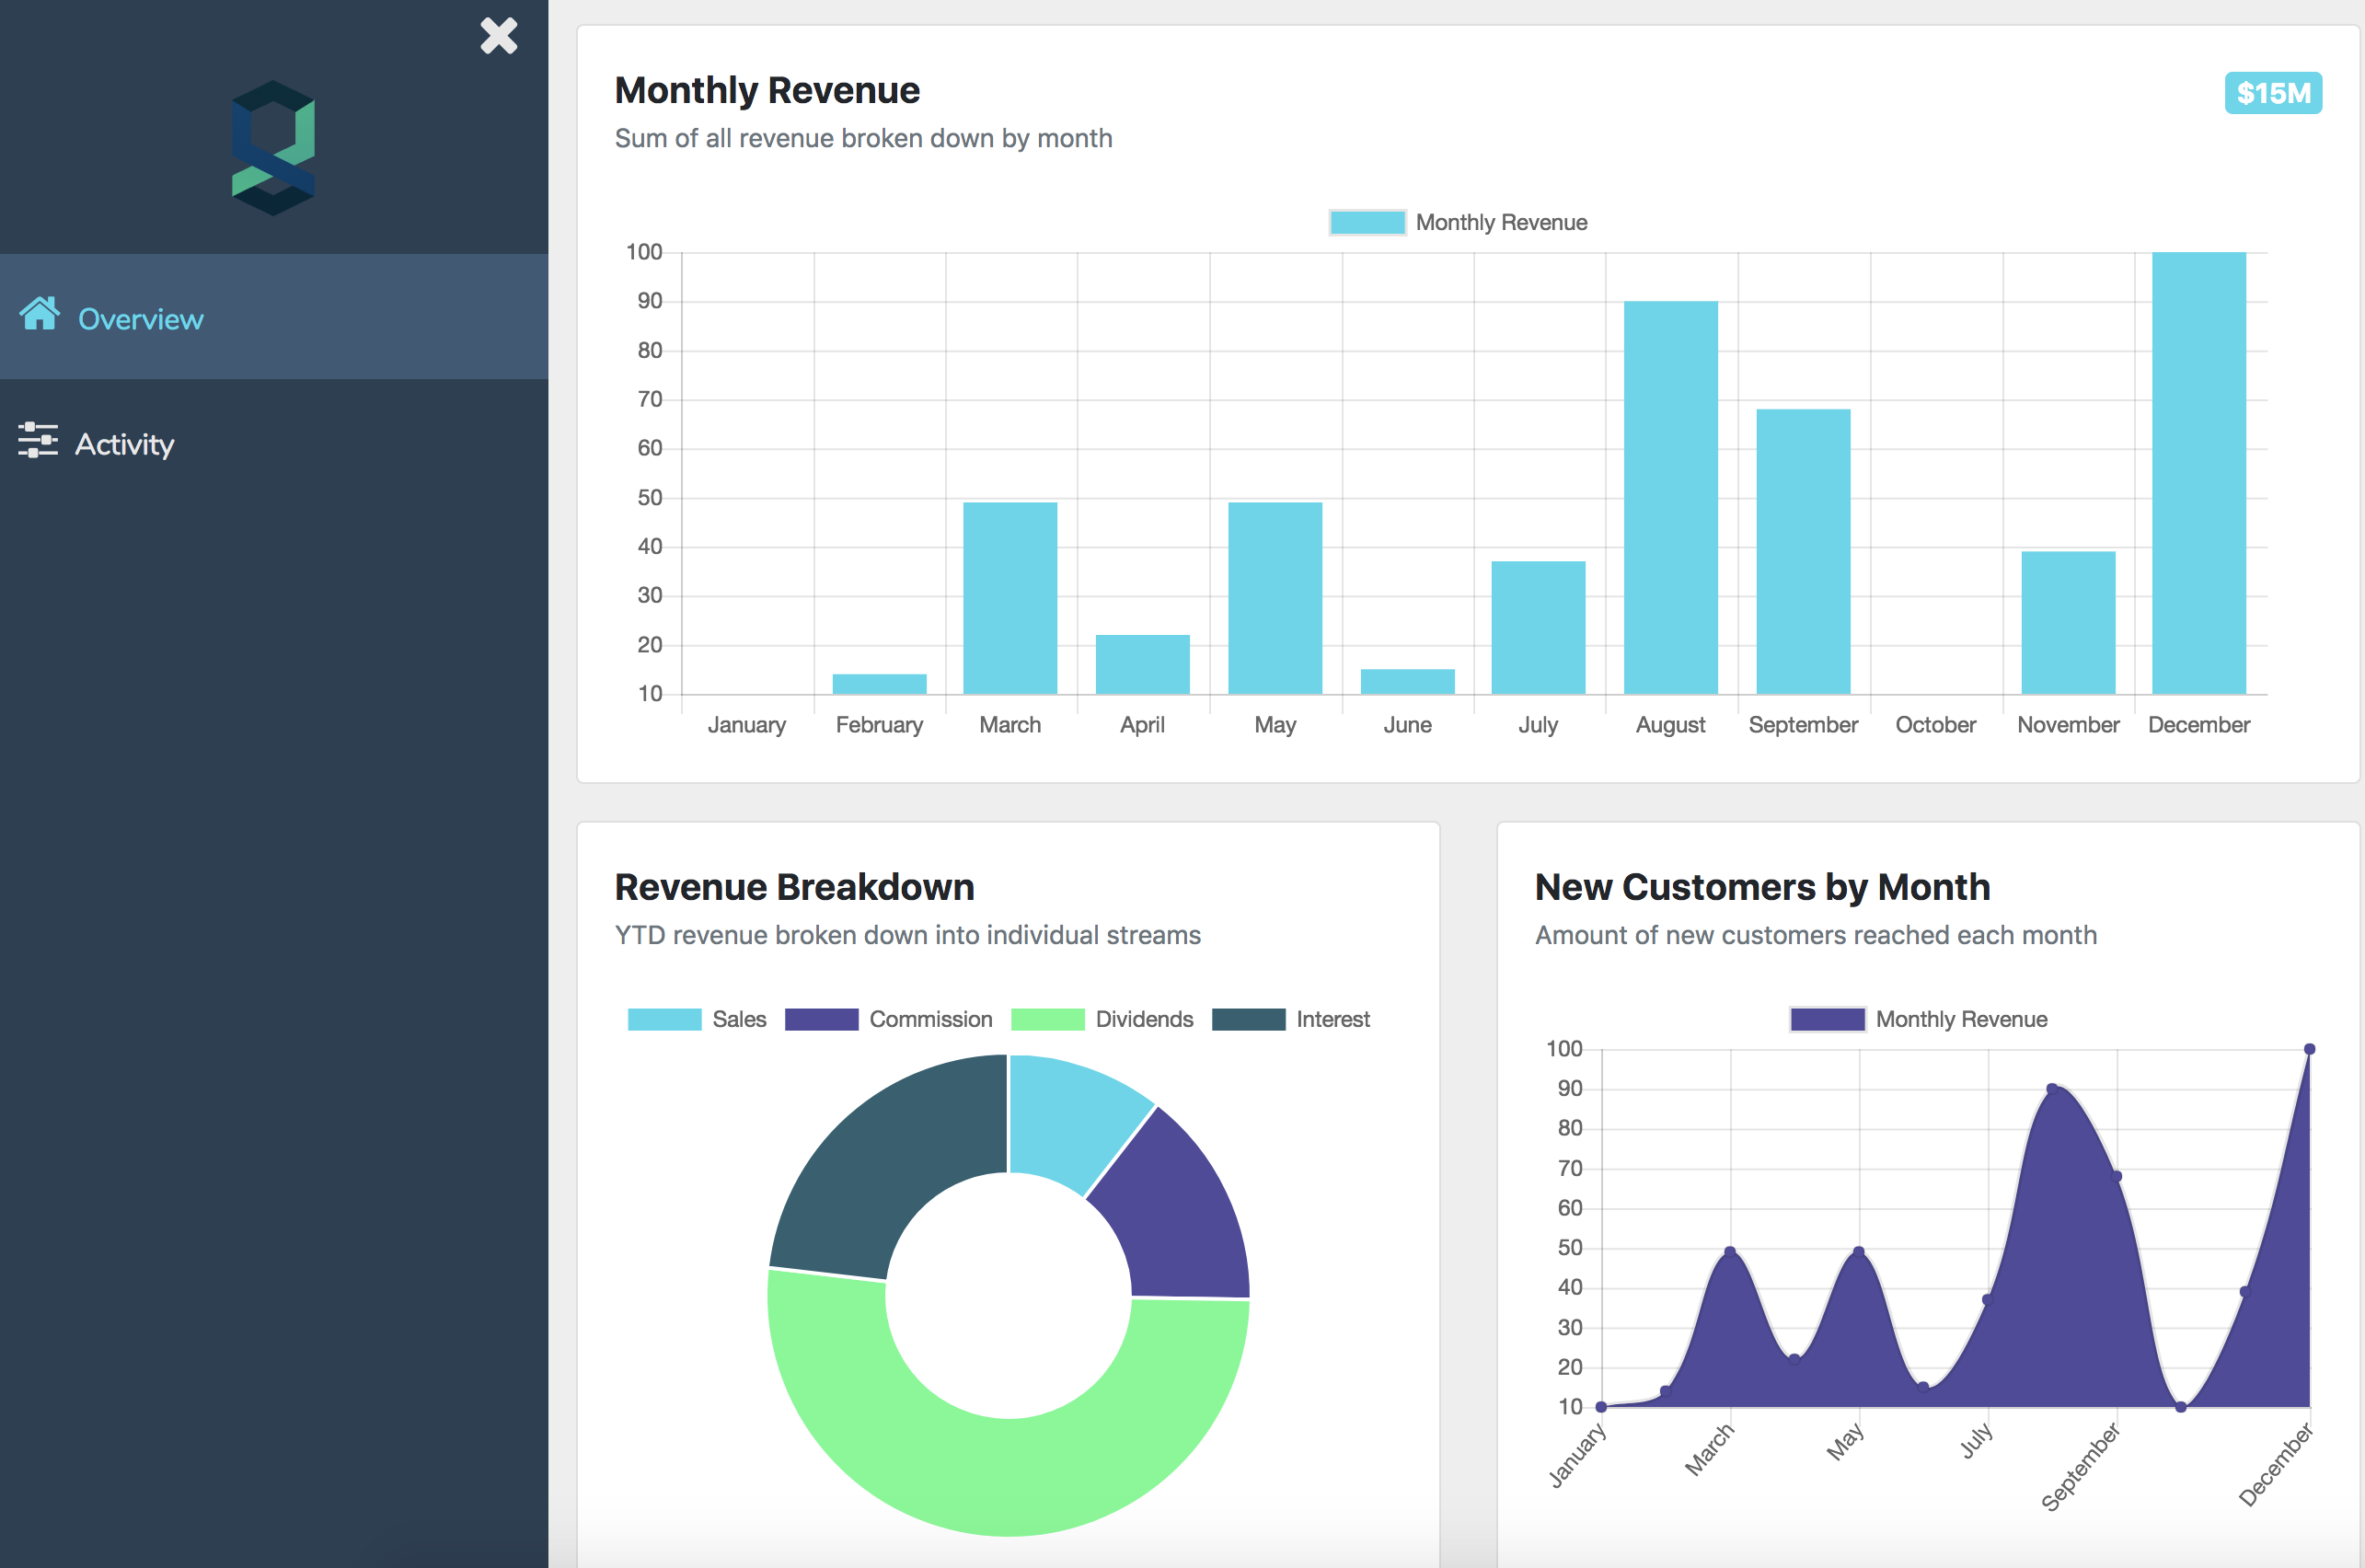 Overview
Activity
Monthly Revenue
$15M
Sum of all revenue broken down by month
Monthly Revenue
100
90
80
70
60
50
40
30
20
10
January February March April May June July August September October November December
Revenue Breakdown
YTD revenue broken down into individual streams
Sales Commission Dividends Interest
New Customers by Month
Amount of new customers reached each month
Monthly Revenue
100
90
80
70
60
50
40
30
20
10
January March May July September December